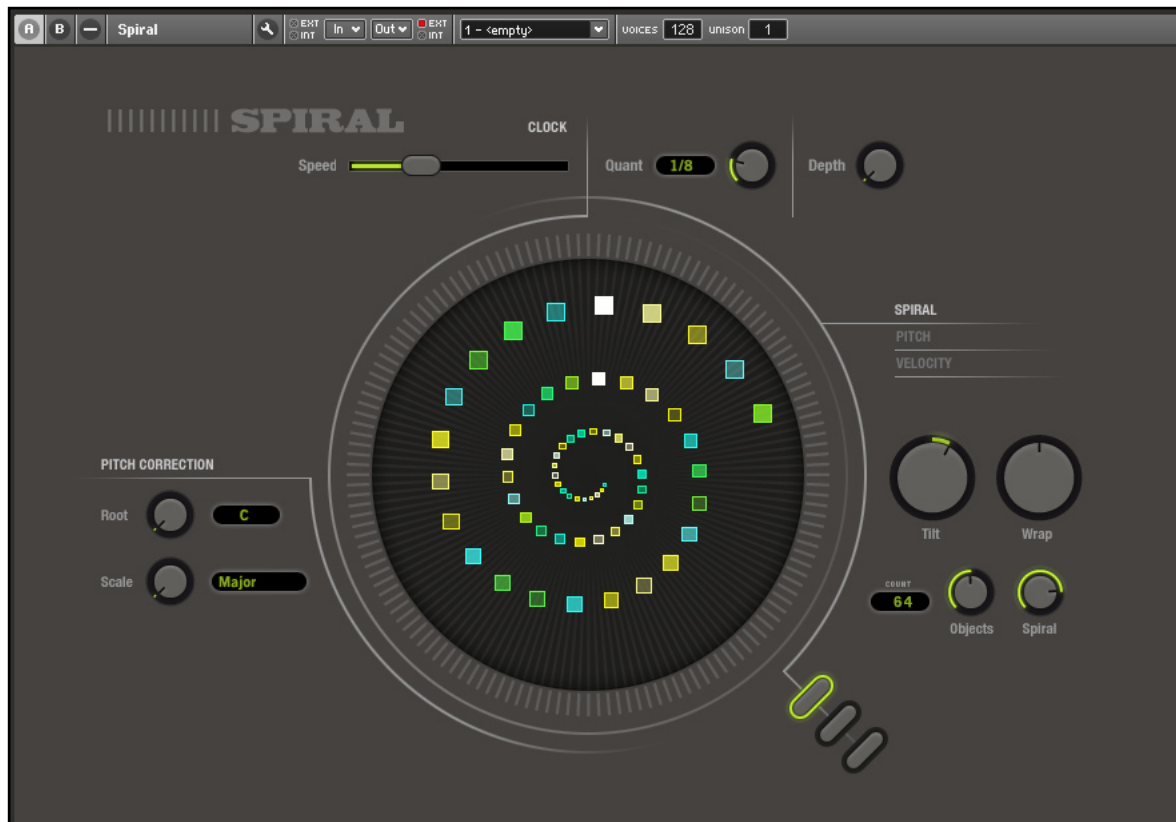 A B Spiral EXT INT In Out EXT INT 1 - <empty> VOICES 128 UNISON 1
SPIRAL
CLOCK
Speed Quant 1/8 Depth
SPIRAL
PITCH
VELOCITY
PITCH CORRECTION
Root C
Scale Major
Tilt Wrap
COUNT
64
Objects Spiral